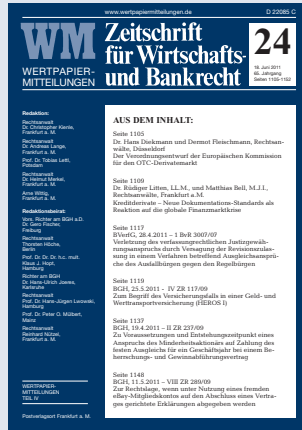 www.wertpapiermitteilungen.de
D 22085 C
WM
WERTPAPIER-
MITTEILUNGEN
Zeitschrift
für Wirtschafts-
und Bankrecht
24
18. Juni 2011
65. Jahrgang
Seiten 1105-1152
Redaktion:
Rechtsanwalt
Dr. Christopher Kienle,
Frankfurt a. M.
Rechtsanwalt
Dr. Andreas Lange,
Frankfurt a. M.
Prof. Dr. Tobias Lettl,
Potsdam
Rechtsanwalt
Dr. Helmut Merkel,
Frankfurt a. M.
Arne Wittig,
Frankfurt a. M.
Redaktionsbeirat:
Vors. Richter am BGH a.D.
Dr. Gero Fischer,
Freiburg
Rechtsanwalt
Thorsten Höche,
Berlin
Prof. Dr. Dr. Dr. h.c. mult.
Klaus J. Hopt,
Hamburg
Richter am BGH
Dr. Hans-Ulrich Joeres,
Karlsruhe
Rechtsanwalt
Prof. Dr. Hans-Jürgen Lwowski,
Hamburg
Prof. Dr. Peter O. Mülbert,
Mainz
Rechtsanwalt
Reinhard Nützel,
Frankfurt a. M.
WERTPAPIER-
MITTEILUNGEN
TEIL IV
Postverlagsort Frankfurt a. M.
AUS DEM INHALT:
Seite 1105
Dr. Hans Diekmann und Dermot Fleischmann, Rechtsan-
wälte, Düsseldorf
Der Verordnungsentwurf der Europäischen Kommission
für den OTC-Derivatemarkt
Seite 1109
Dr. Rüdiger Litten, LL.M., und Matthias Bell, M.J.I.,
Rechtsanwälte, Frankfurt a.M.
Kreditderivate – Neue Dokumentations-Standards als
Reaktion auf die globale Finanzmarktkrise
Seite 1117
BVerfG, 28.4.2011 – 1 BvR 3007/07
Verletzung des verfassungsrechtlichen Justizgewäh-
rungsanspruchs durch Versagung der Revisionszulas-
sung in einem Verfahren betreffend Ausgleichsansprü-
che des Ausfallbürgen gegen den Regelbürgen
Seite 1119
BGH, 25.5.2011 - IV ZR 117/09
Zum Begriff des Versicherungsfalls in einer Geld- und
Werttransportversicherung (HEROS I)
Seite 1137
BGH, 19.4.2011 – II ZR 237/09
Zu Voraussetzungen und Entstehungszeitpunkt eines
Anspruchs des Minderheitsaktionärs auf Zahlung des
festen Ausgleichs für ein Geschäftsjahr bei einem Be-
herrschungs- und Gewinnabführungsvertrag
Seite 1148
BGH, 11.5.2011 – VIII ZR 289/09
Zur Rechtslage, wenn unter Nutzung eines fremden
eBay-Mitgliedskontos auf den Abschluss eines Vertra-
ges gerichtete Erklärungen abgegeben werden